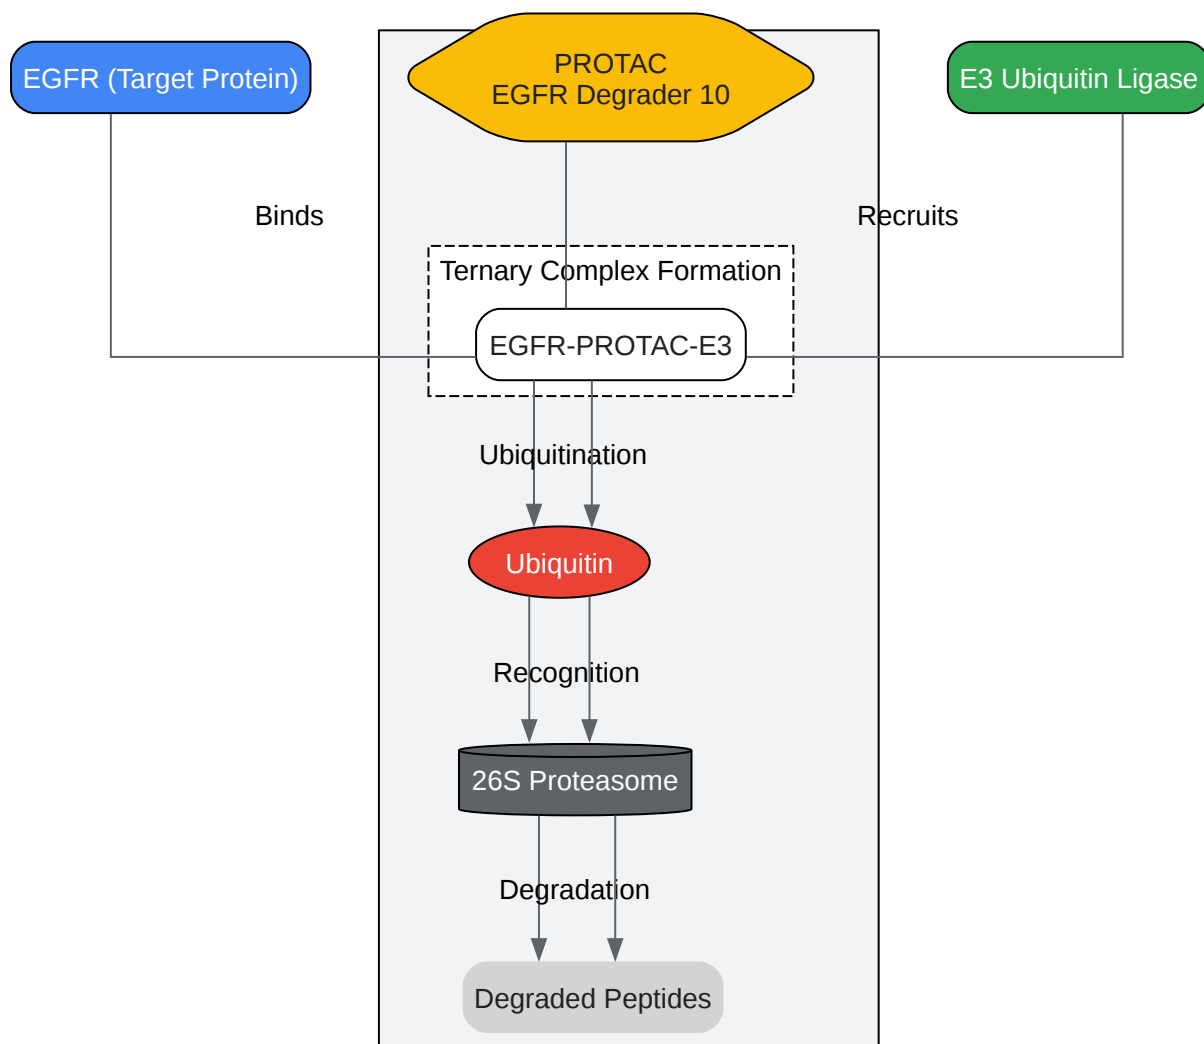 EGFR (Target Protein)
PROTAC
EGFR Degrader 10
E3 Ubiquitin Ligase
Binds
Recruits
Ternary Complex Formation
EGFR-PROTAC-E3
Ubiquitination
Ubiquitin
Recognition
26S Proteasome
Degradation
Degraded Peptides